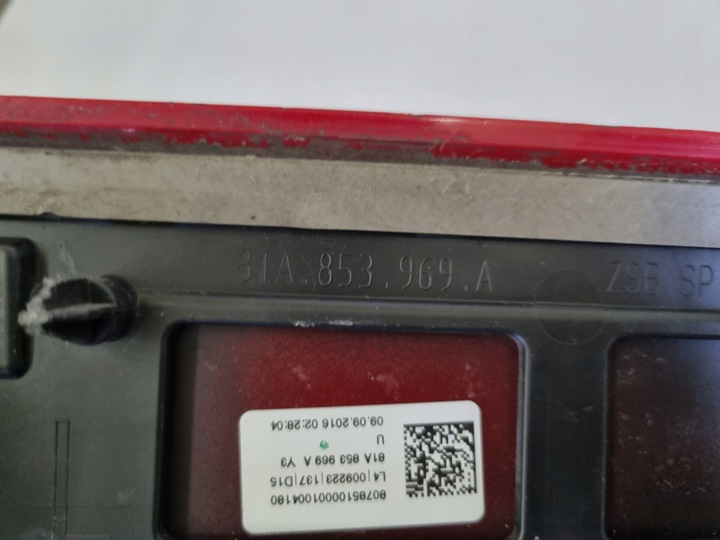 81A.853.969.A
ZSB SP
80785100001004180
L4|009223|137|D15
81A 853 969 A Y3
U
09.09.2016 02:28:04